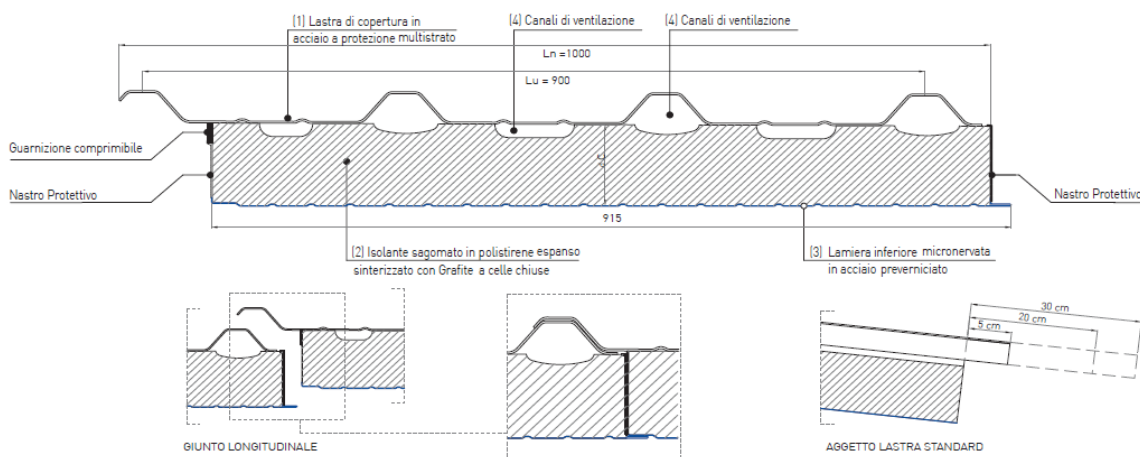 (1) Lastra di copertura in
acciaio a protezione multistrato
(4) Canali di ventilazione
(4) Canali di ventilazione
Ln =1000
Lu = 900
Guarnizione comprimibile
Nastro Protettivo
Nastro Protettivo
915
(2) Isolante sagomato in polistirene espanso
sinterizzato con Grafite a celle chiuse
(3) Lamiera inferiore micronervata
in acciaio preverniciato
30 cm
20 cm
5 cm
GIUNTO LONGITUDINALE
AGGETTO LASTRA STANDARD